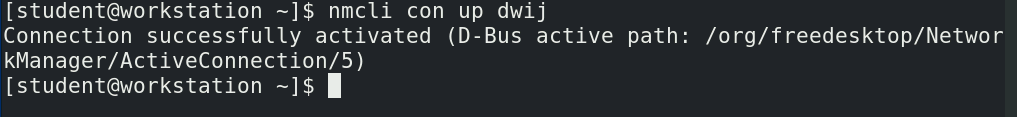 [student@workstation ~]$ nmcli con up dwij
Connection successfully activated (D-Bus active path: /org/freedesktop/Networ
kManager/ActiveConnection/5)
[student@workstation ~]$